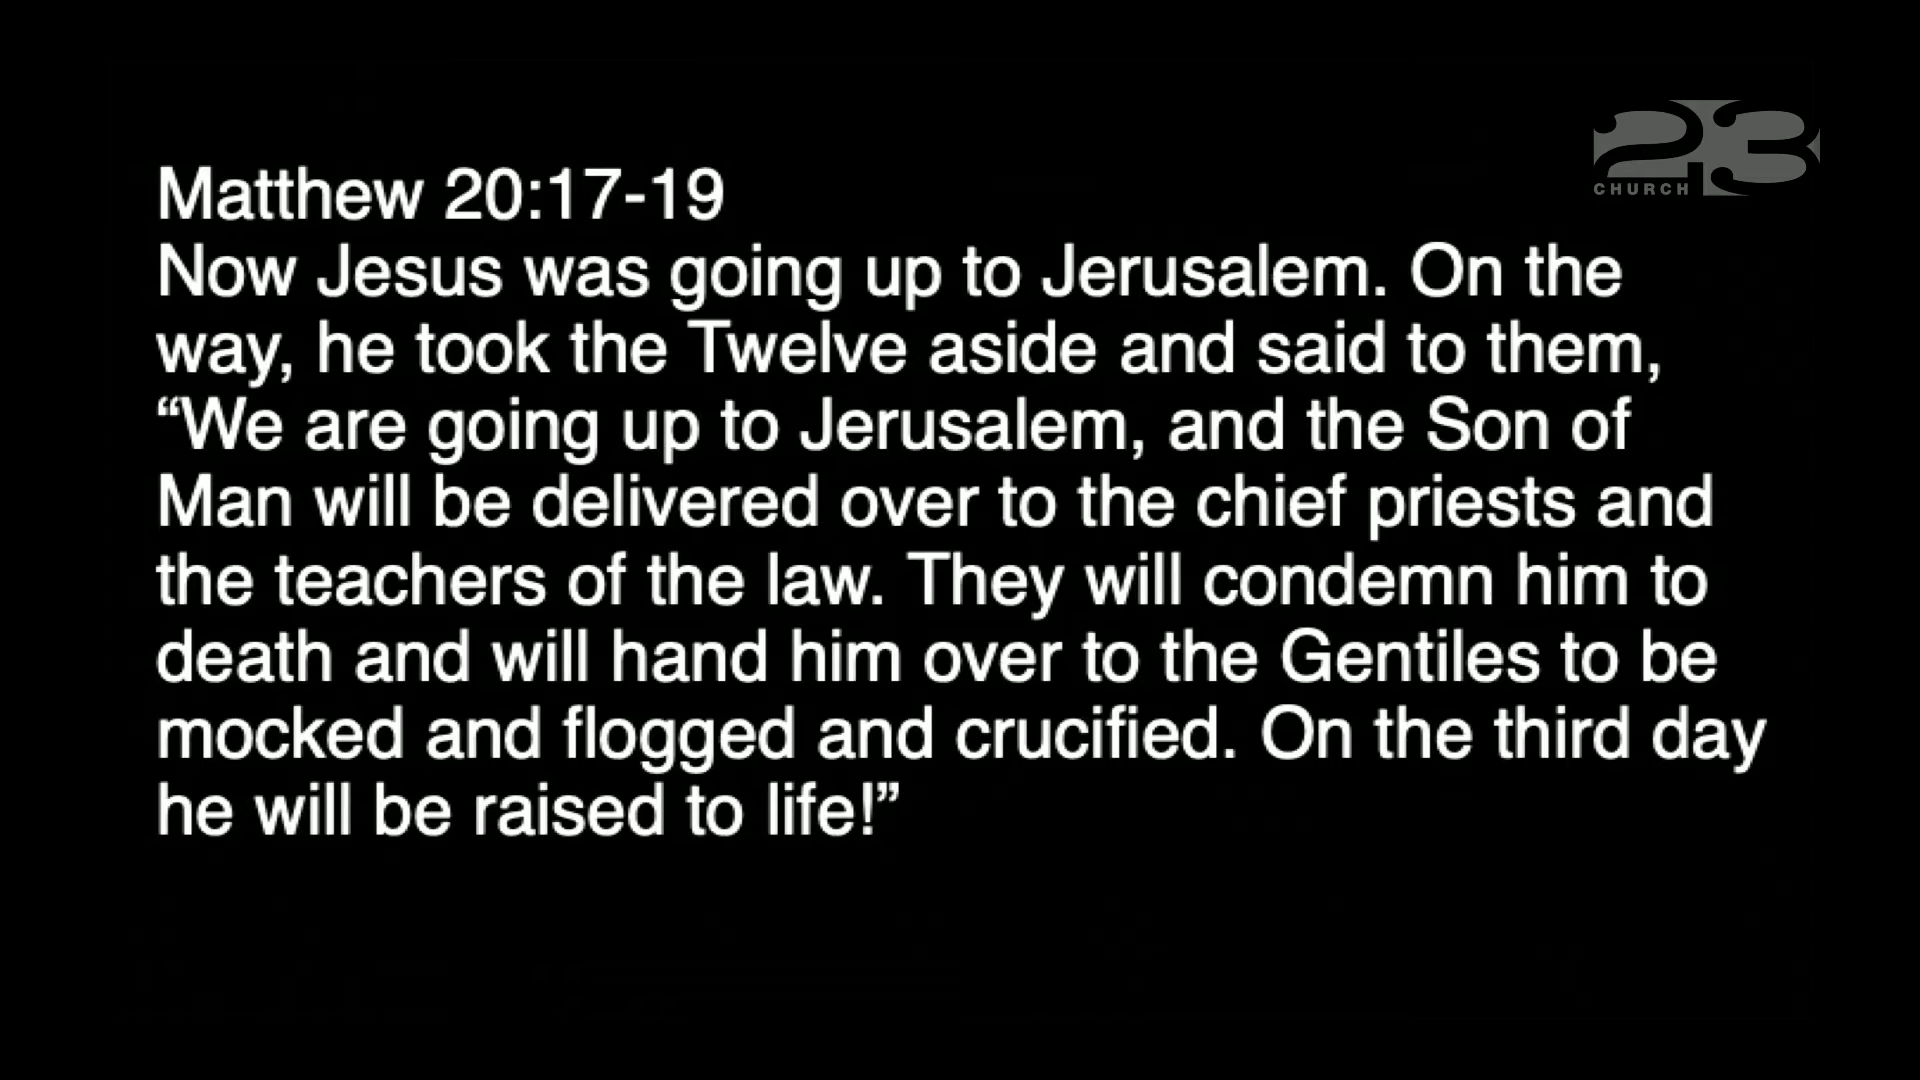 23
CHURCH
Matthew 20:17-19
Now Jesus was going up to Jerusalem. On the
way, he took the Twelve aside and said to them,
“We are going up to Jerusalem, and the Son of
Man will be delivered over to the chief priests and
the teachers of the law. They will condemn him to
death and will hand him over to the Gentiles to be
mocked and flogged and crucified. On the third day
he will be raised to life!”